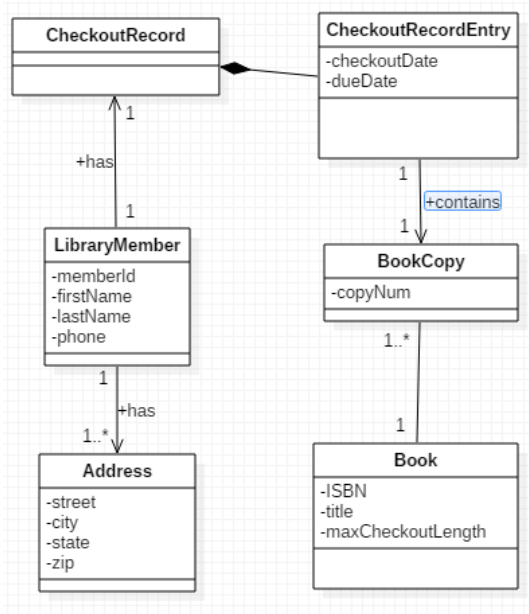 CheckoutRecord
CheckoutRecordEntry
-checkoutDate
-dueDate
1
+has
1
1
+contains
1
LibraryMember
-memberId
-firstName
-lastName
-phone
BookCopy
-copyNum
1
+has
1..*
1..*
1
Address
-street
-city
-state
-zip
Book
-ISBN
-title
-maxCheckoutLength